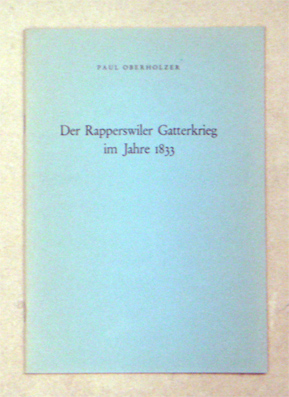 PAUL OBERHOLZER
Der Rapperswiler Gatterkrieg
im Jahre 1833